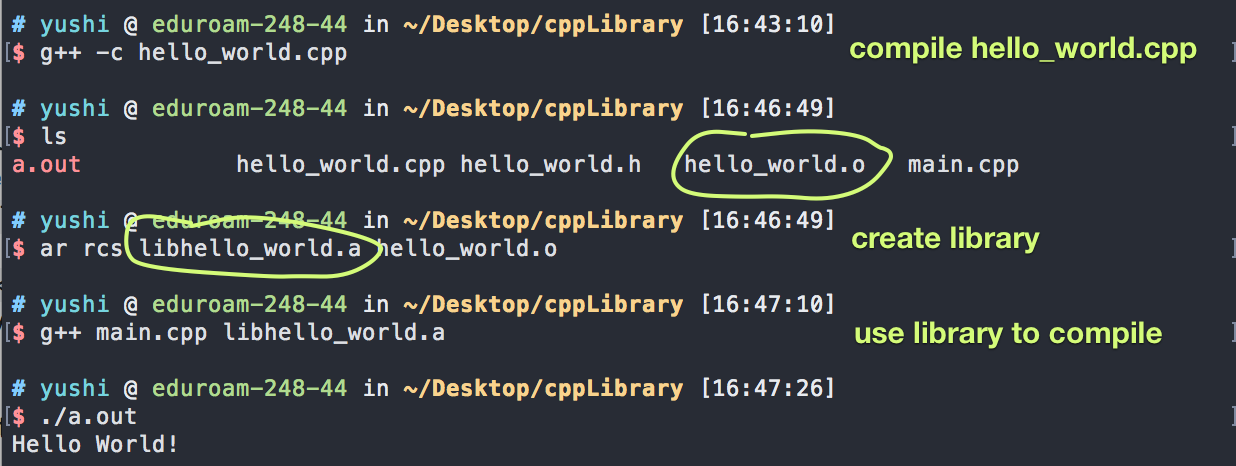 # yushi @ eduroam-248-44 in ~/Desktop/cppLibrary [16:43:10]
$ g++ -c hello_world.cpp
compile hello_world.cpp
# yushi @ eduroam-248-44 in ~/Desktop/cppLibrary [16:46:49]
$ ls
a.out hello_world.cpp hello_world.h hello_world.o main.cpp
# yushi @ eduroam-248-44 in ~/Desktop/cppLibrary [16:46:49]
$ ar rcs libhello_world.a hello_world.o
create library
# yushi @ eduroam-248-44 in ~/Desktop/cppLibrary [16:47:10]
$ g++ main.cpp libhello_world.a
use library to compile
# yushi @ eduroam-248-44 in ~/Desktop/cppLibrary [16:47:26]
$ ./a.out
Hello World!